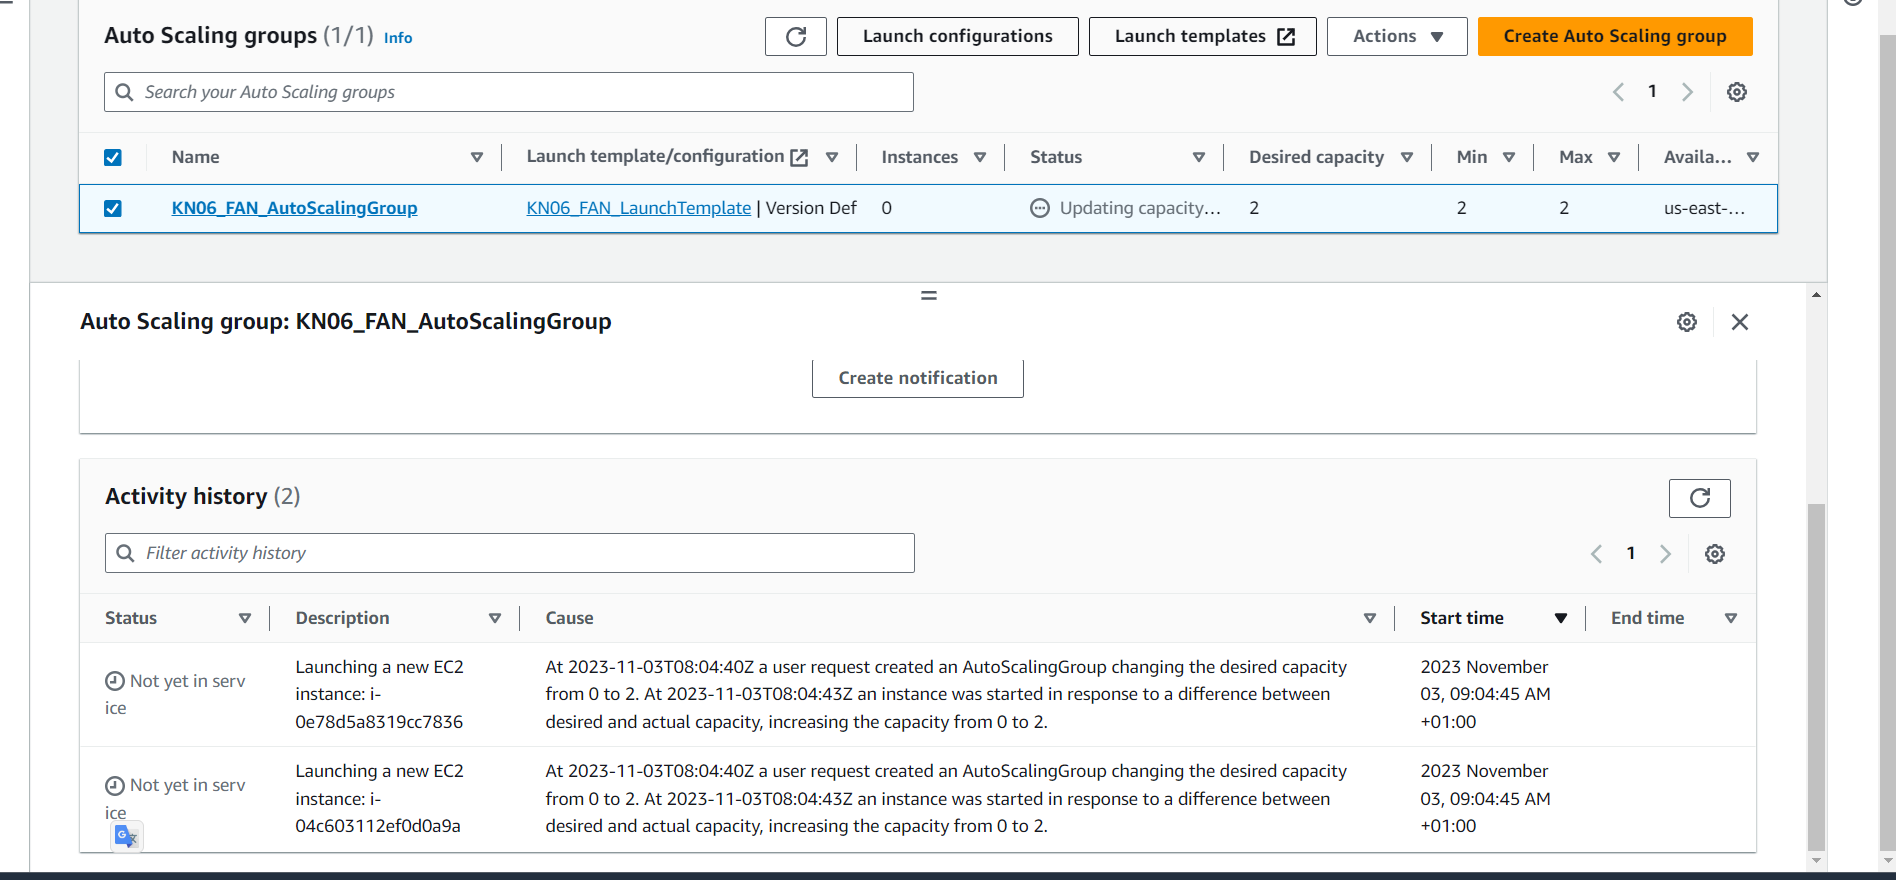 Auto Scaling groups (1/1) Info
Launch configurations
Launch templates
Actions
Create Auto Scaling group
Search your Auto Scaling groups
1
Name
Launch template/configuration
Instances
Status
Desired capacity
Min
Max
Availa...
KN06_FAN_AutoScalingGroup
KN06_FAN_LaunchTemplate | Version Def
0
Updating capacity...
2
2
2
us-east-...
Auto Scaling group: KN06_FAN_AutoScalingGroup
Create notification
Activity history (2)
Filter activity history
1
Status
Description
Cause
Start time
End time
Not yet in serv
ice
Launching a new EC2
instance: i-
0e78d5a8319cc7836
At 2023-11-03T08:04:40Z a user request created an AutoScalingGroup changing the desired capacity
from 0 to 2. At 2023-11-03T08:04:43Z an instance was started in response to a difference between
desired and actual capacity, increasing the capacity from 0 to 2.
2023 November
03, 09:04:45 AM
+01:00
Not yet in serv
ice
Launching a new EC2
instance: i-
04c603112ef0d0a9a
At 2023-11-03T08:04:40Z a user request created an AutoScalingGroup changing the desired capacity
from 0 to 2. At 2023-11-03T08:04:43Z an instance was started in response to a difference between
desired and actual capacity, increasing the capacity from 0 to 2.
2023 November
03, 09:04:45 AM
+01:00